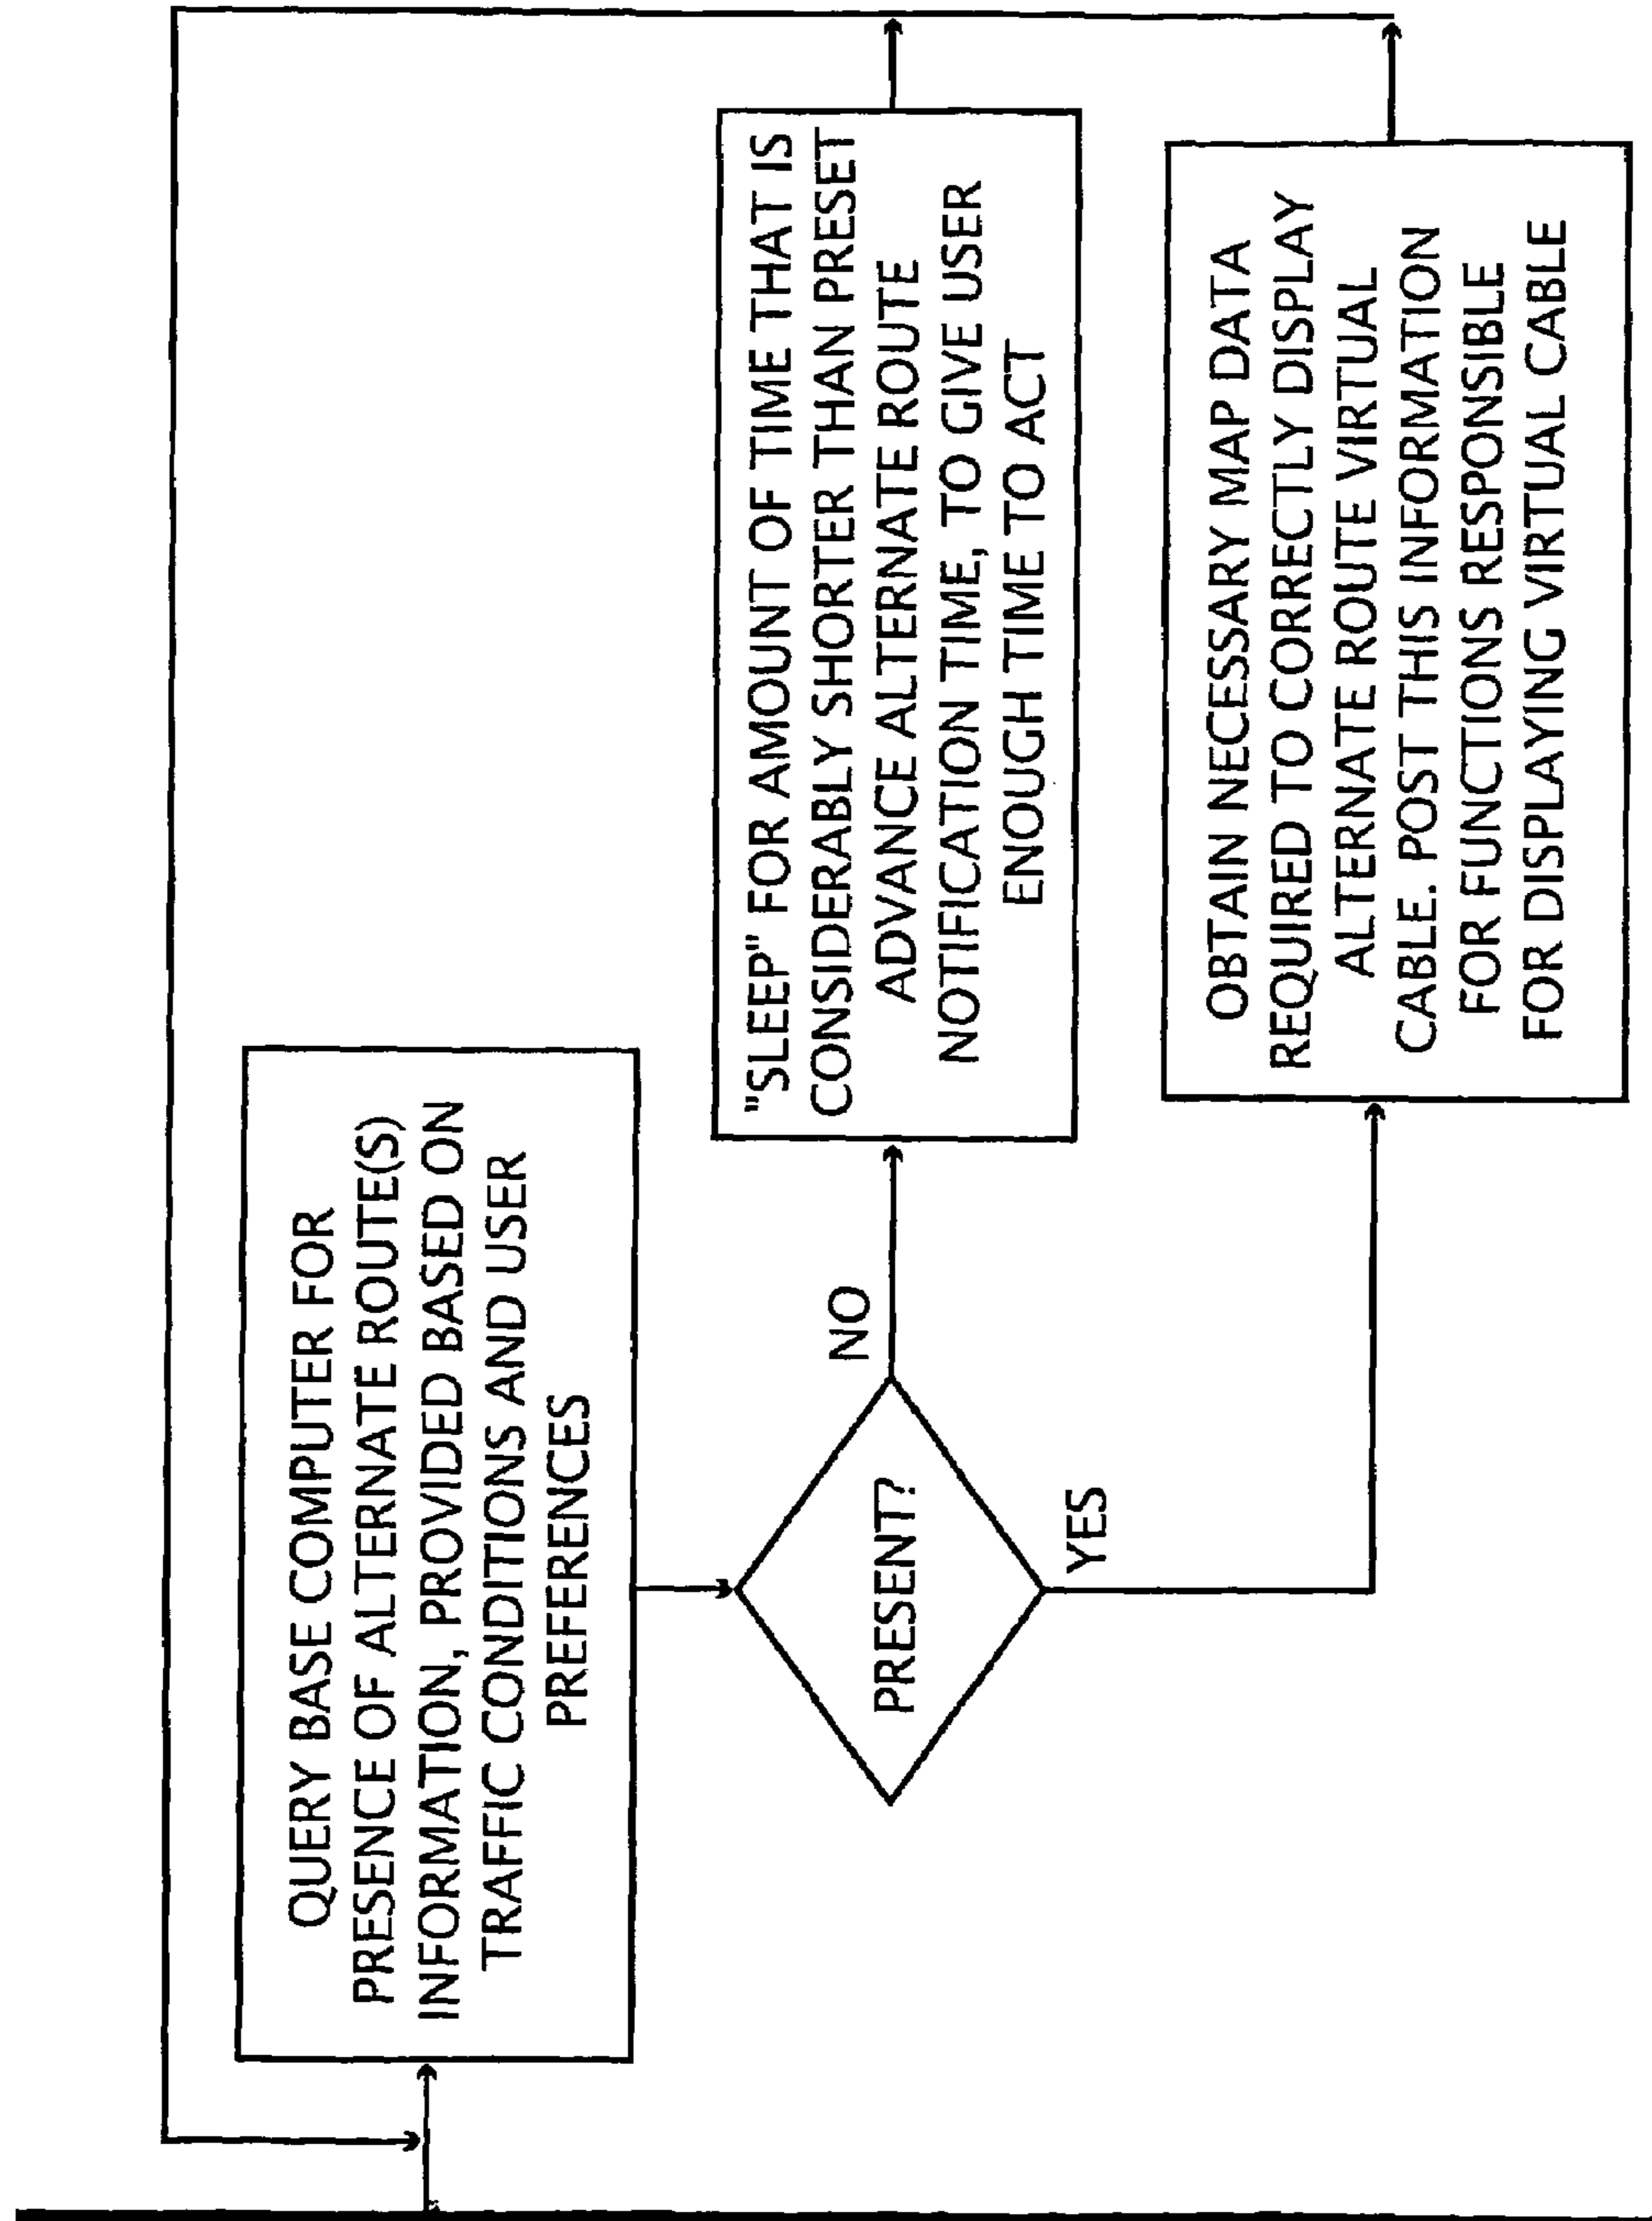 QUERY BASE COMPUTER FOR
PRESENCE OF ALTERNATE ROUTE(S)
INFORMATION, PROVIDED BASED ON
TRAFFIC CONDITIONS AND USER
PREFERENCES
PRESENT?
NO
YES
"SLEEP" FOR AMOUNT OF TIME THAT IS
CONSIDERABLY SHORTER THAN PRESET
ADVANCE ALTERNATE ROUTE
NOTIFICATION TIME, TO GIVE USER
ENOUGH TIME TO ACT
OBTAIN NECESSARY MAP DATA
REQUIRED TO CORRECTLY DISPLAY
ALTERNATE ROUTE VIRTUAL
CABLE. POST THIS INFORMATION
FOR FUNCTIONS RESPONSIBLE
FOR DISPLAYING VIRTUAL CABLE